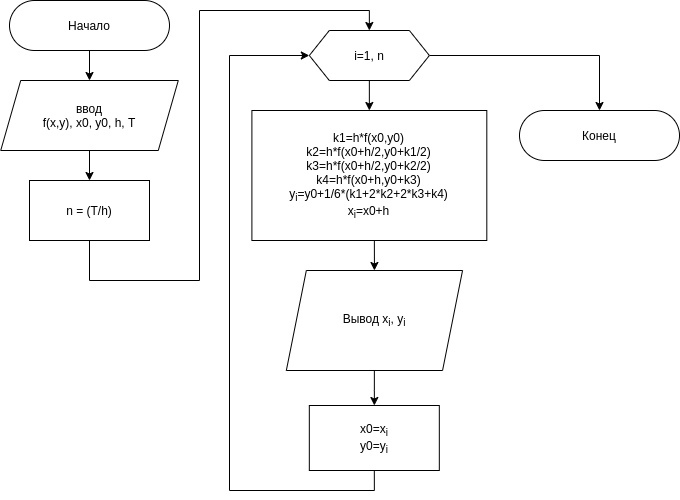 Начало
ввод
f(x,y), x0, y0, h, T
n = (T/h)
i=1, n
k1=h*f(x0,y0)
k2=h*f(x0+h/2,y0+k1/2)
k3=h*f(x0+h/2,y0+k2/2)
k4=h*f(x0+h,y0+k3)
yᵢ=y0+1/6*(k1+2*k2+2*k3+k4)
xᵢ=x0+h
Вывод xᵢ, yᵢ
x0=xᵢ
y0=yᵢ
Конец